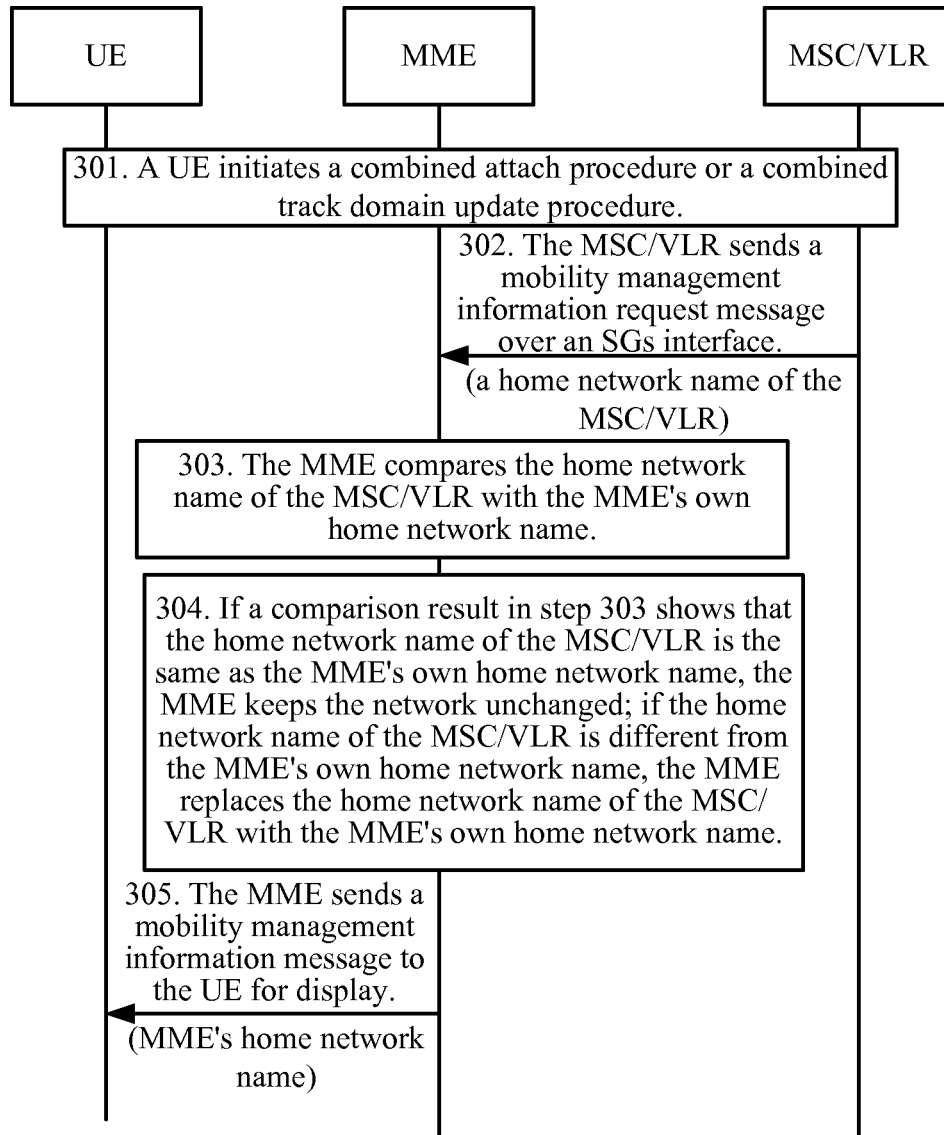 UE
MME
MSC/VLR
301. A UE initiates a combined attach procedure or a combined
track domain update procedure.
302. The MSC/VLR sends a
mobility management
information request message
over an SGs interface.
(a home network name of the
MSC/VLR)
303. The MME compares the home network
name of the MSC/VLR with the MME's own
home network name.
304. If a comparison result in step 303 shows that
the home network name of the MSC/VLR is the
same as the MME's own home network name, the
MME keeps the network unchanged; if the home
network name of the MSC/VLR is different from
the MME's own home network name, the MME
replaces the home network name of the MSC/
VLR with the MME's own home network name.
305. The MME sends a
mobility management
information message to
the UE for display.
(MME's home network
name)